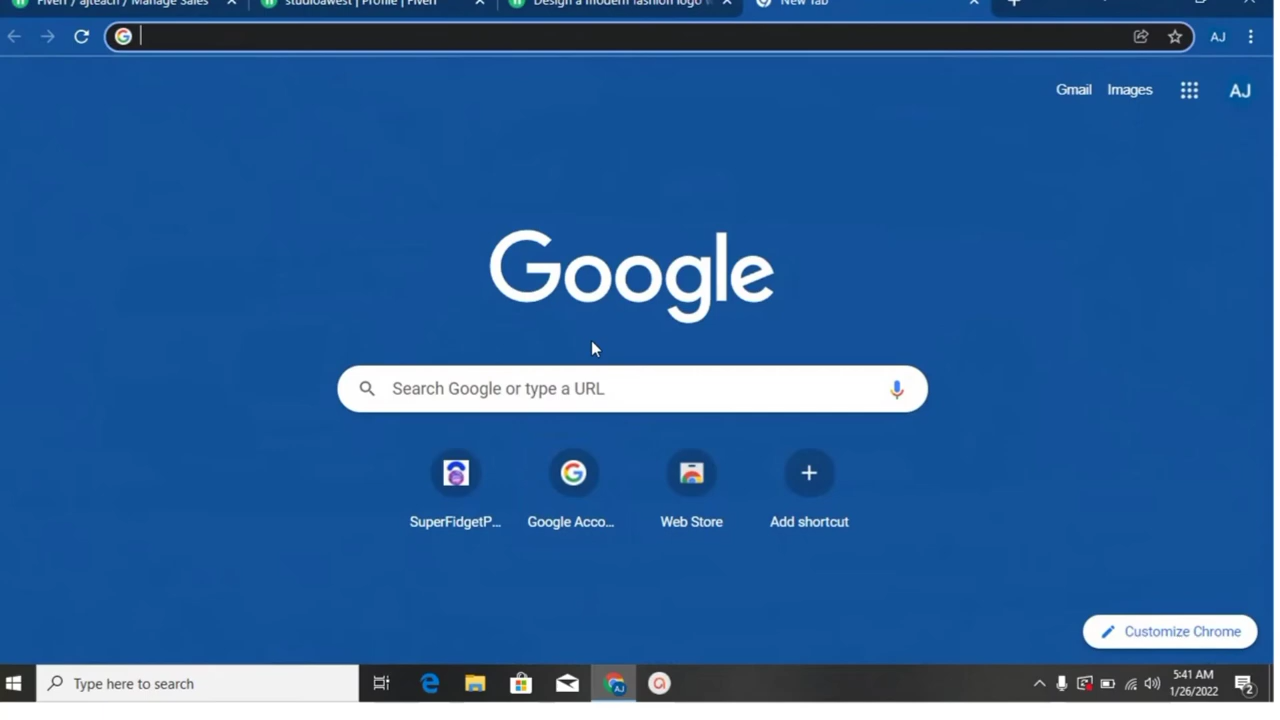 Fiverr / ajteach / Manage Sales
studioawest | Profile | Fiverr
Design a modern fashion logo
New Tab
AJ
Gmail Images AJ
Google
Search Google or type a URL
SuperFidgetP... Google Acco... Web Store Add shortcut
Customize Chrome
Type here to search
AJ
5:41 AM
1/26/2022
2